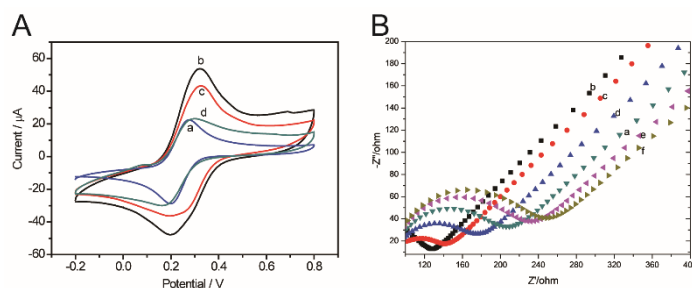 A
Current / μA
60
40
20
0
-20
-40
-60
b
c
d
a
-0.2
0.0
0.2
0.4
0.6
0.8
Potential / V
B
-Z''/ohm
200
180
160
140
120
100
80
60
40
20
b
c
d
a
e
f
120
160
200
240
280
320
360
400
Z'/ohm